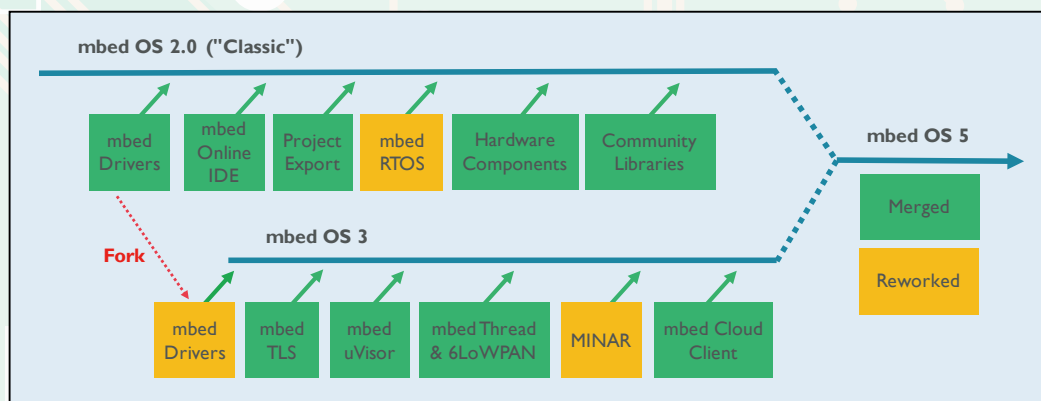 mbed OS 2.0 ("Classic")
mbed
Drivers
mbed
Online
IDE
Project
Export
mbed
RTOS
Hardware
Components
Community
Libraries
mbed OS 5
Merged
Reworked
Fork
mbed OS 3
mbed
Drivers
mbed
TLS
mbed
uVisor
mbed Thread
& 6LoWPAN
MINAR
mbed Cloud
Client